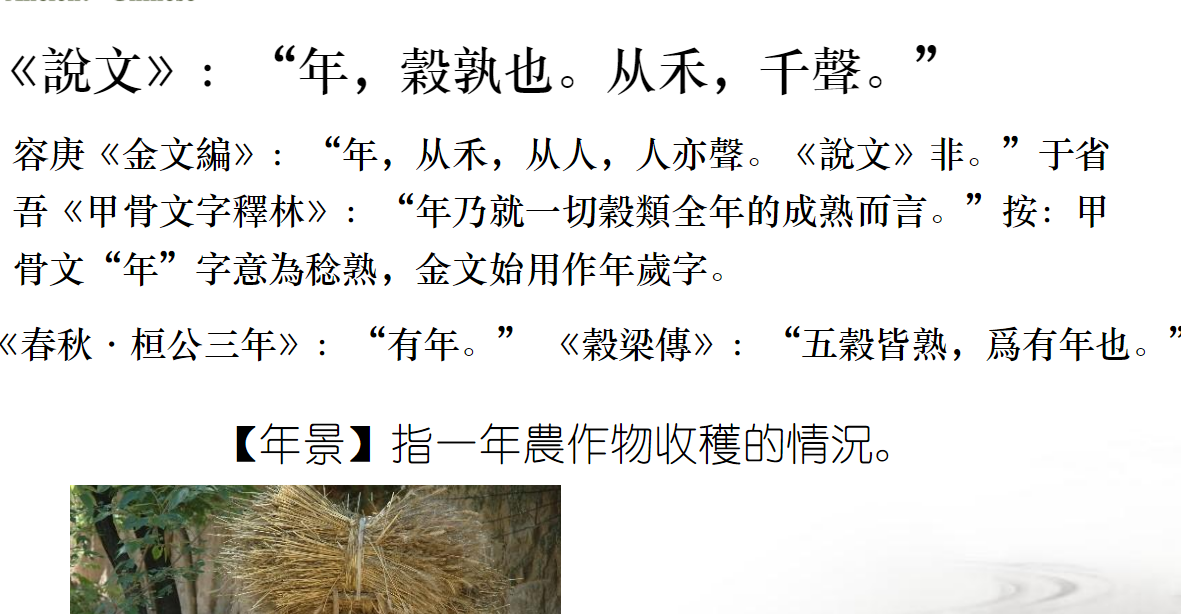 《說文》：“年，穀孰也。从禾，千聲。”
容庚《金文編》：“年，从禾，从人，人亦聲。《說文》非。”于省
吾《甲骨文字釋林》：“年乃就一切穀類全年的成熟而言。”按：甲
骨文“年”字意為稔熟，金文始用作年歲字。
《春秋·桓公三年》：“有年。” 《穀梁傳》：“五穀皆熟，爲有年也。”
【年景】指一年農作物收穫的情況。